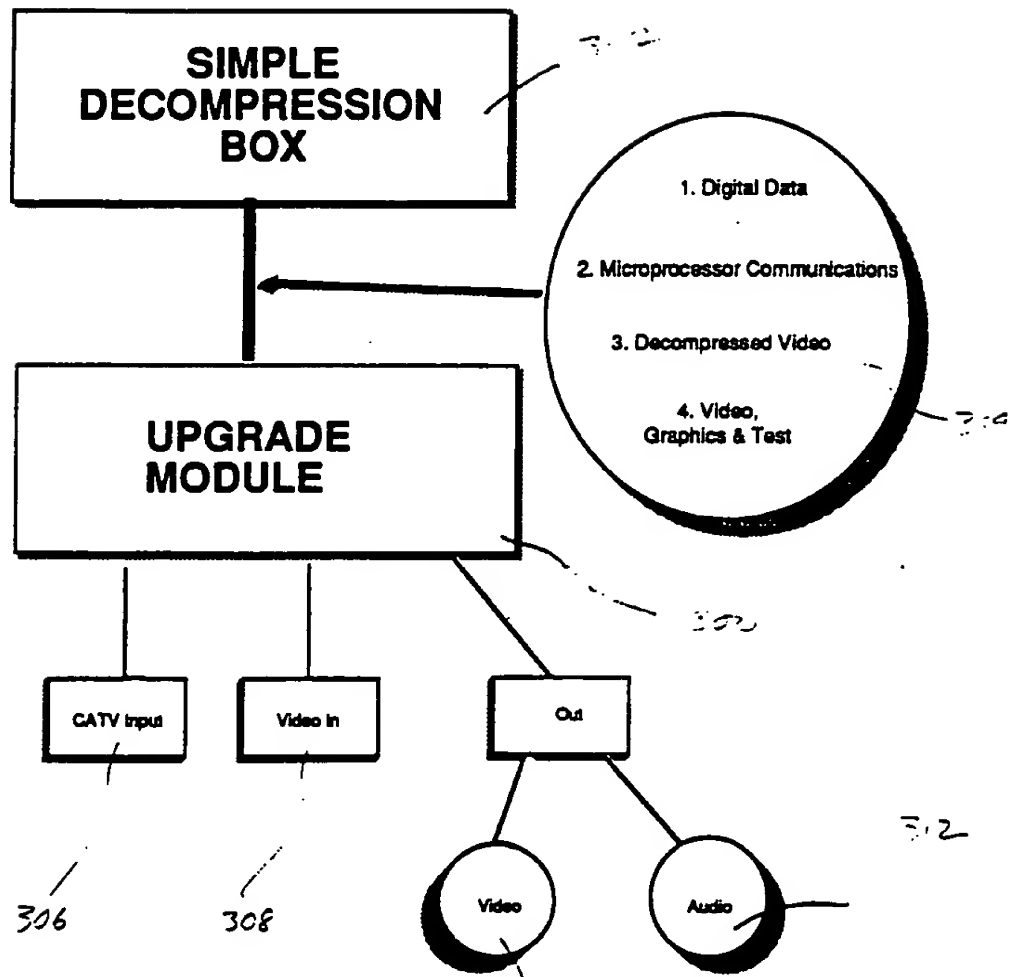 SIMPLE
DECOMPRESSION
BOX
1. Digital Data
2. Microprocessor Communications
3. Decompressed Video
4. Video,
Graphics & Test
UPGRADE
MODULE
CATV Input
Video In
Out
312
306
308
Video
Audio